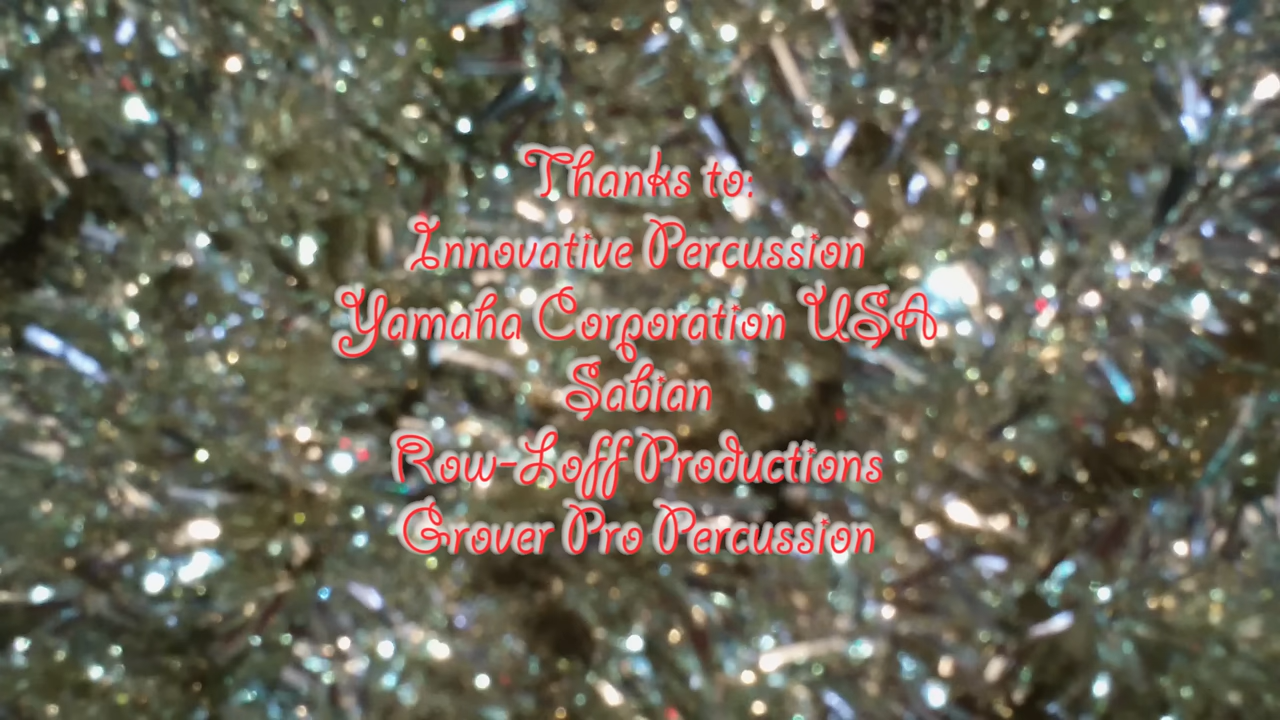 Thanks to:
Innovative Percussion
Yamaha Corporation USA
Sabian
Row-Loff Productions
Grover Pro Percussion